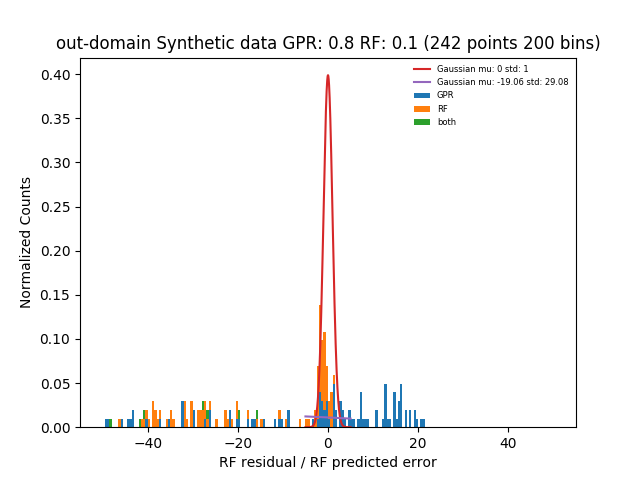 out-domain Synthetic data GPR: 0.8 RF: 0.1 (242 points 200 bins)
Gaussian mu: 0 std: 1
Gaussian mu: -19.06 std: 29.08
GPR
RF
both
Normalized Counts
0.40
0.35
0.30
0.25
0.20
0.15
0.10
0.05
0.00
−40 −20 0 20 40
RF residual / RF predicted error